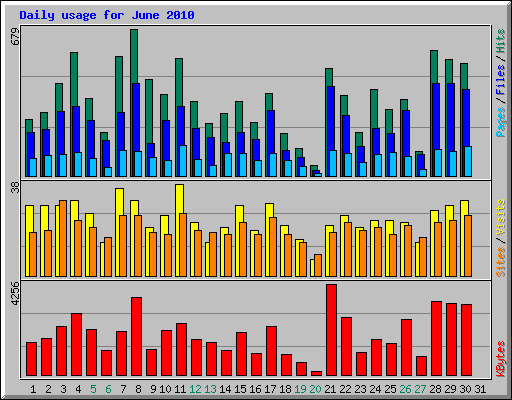 Daily usage for June 2010
679
Pages / Files / Hits
38
Sites / Visits
4256
KBytes
1 2 3 4 5 6 7 8 9 10 11 12 13 14 15 16 17 18 19 20 21 22 23 24 25 26 27 28 29 30 31